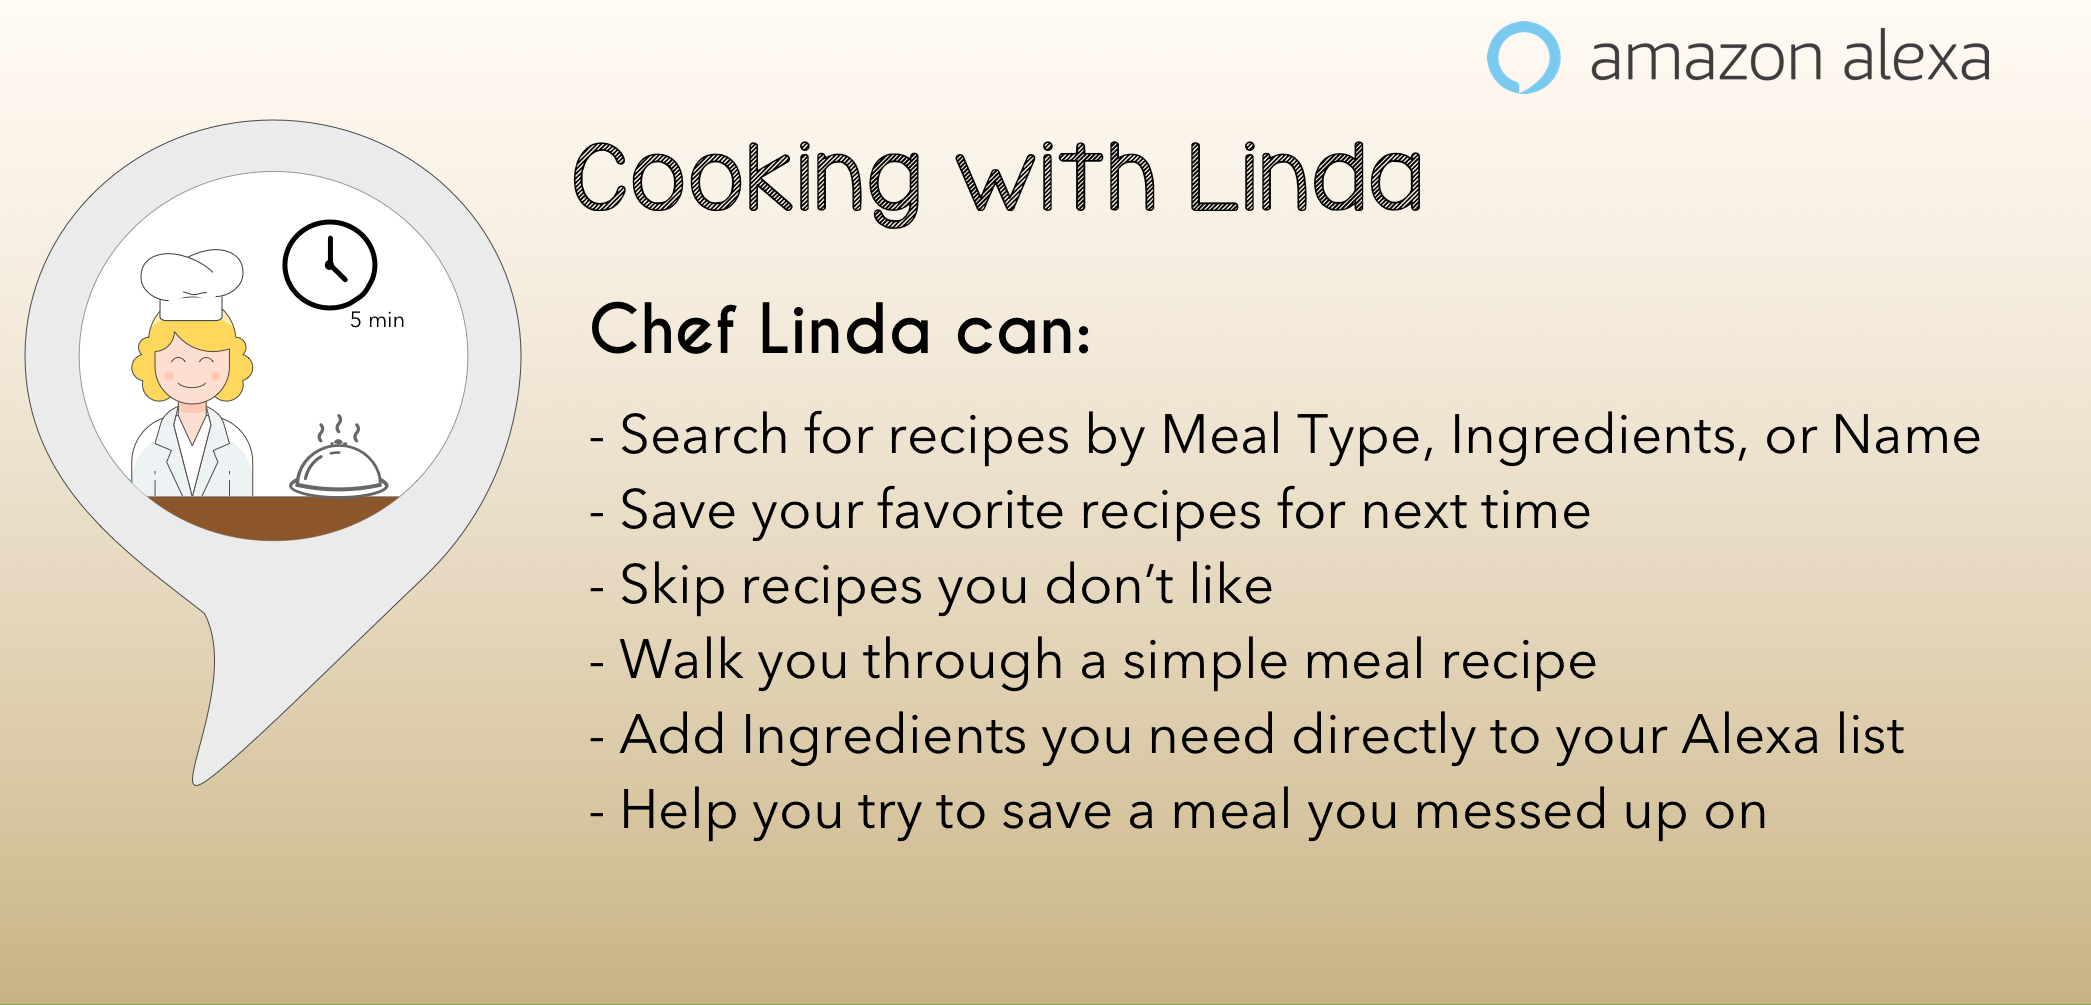 amazon alexa
Cooking with Linda
5 min
Chef Linda can:
- Search for recipes by Meal Type, Ingredients, or Name
- Save your favorite recipes for next time
- Skip recipes you don’t like
- Walk you through a simple meal recipe
- Add Ingredients you need directly to your Alexa list
- Help you try to save a meal you messed up on